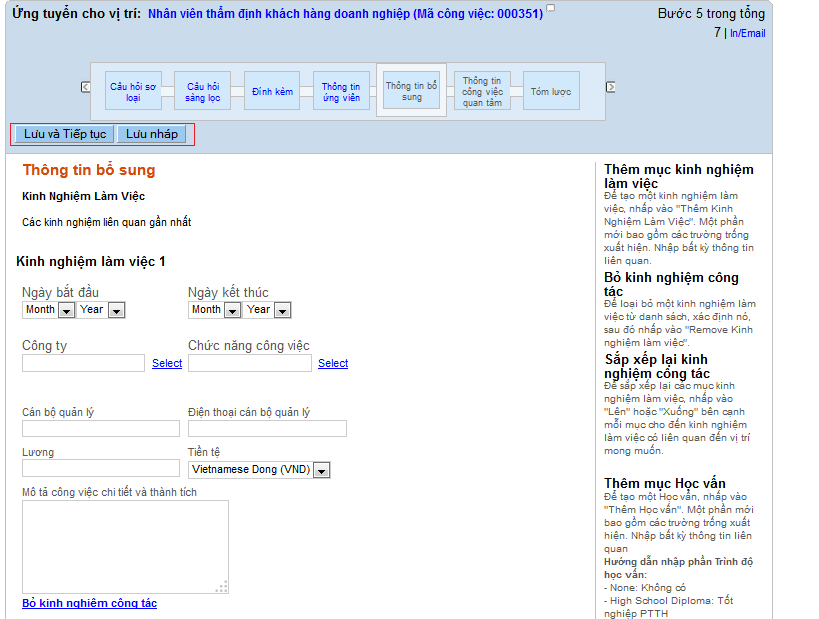 Ứng tuyển cho vị trí: Nhân viên thẩm định khách hàng doanh nghiệp (Mã công việc: 000351)
Bước 5 trong tổng
7 | In/Email
Câu hỏi sơ
loại
Câu hỏi
sàng lọc
Đính kèm
Thông tin
ứng viên
Thông tin bổ
sung
Thông tin
công việc
quan tâm
Tóm lược
Lưu và Tiếp tục
Lưu nháp
Thông tin bổ sung
Kinh Nghiệm Làm Việc
Các kinh nghiệm liên quan gần nhất
Kinh nghiệm làm việc 1
Ngày bắt đầu
Ngày kết thúc
Month Year
Month Year
Công ty
Chức năng công việc
Select
Select
Cán bộ quản lý
Điện thoại cán bộ quản lý
Lương
Tiền tệ
Vietnamese Dong (VND)
Mô tả công việc chi tiết và thành tích
Bỏ kinh nghiệm công tác
Thêm mục kinh nghiệm
làm việc
Để tạo một kinh nghiệm làm
việc, nhấp vào "Thêm Kinh
Nghiệm Làm Việc". Một phần
mới bao gồm các trường trống
xuất hiện. Nhập bất kỳ thông tin
liên quan.
Bỏ kinh nghiệm công
tác
Để loại bỏ một kinh nghiệm làm
việc từ danh sách, xác định nó,
sau đó nhấp vào "Remove Kinh
nghiệm làm việc".
Sắp xếp lại kinh
nghiệm công tác
Để sắp xếp lại các mục kinh
nghiệm làm việc, nhấp vào
"Lên" hoặc "Xuống" bên cạnh
mỗi mục cho đến kinh nghiệm
làm việc có liên quan đến vị trí
mong muốn.
Thêm mục Học vấn
Để tạo một Học vấn, nhấp vào
"Thêm Học vấn". Một phần mới
bao gồm các trường trống xuất
hiện. Nhập bất kỳ thông tin liên
quan
Hướng dẫn nhập phần Trình độ
học vấn:
- None: Không có
- High School Diploma: Tốt
nghiệp PTTH